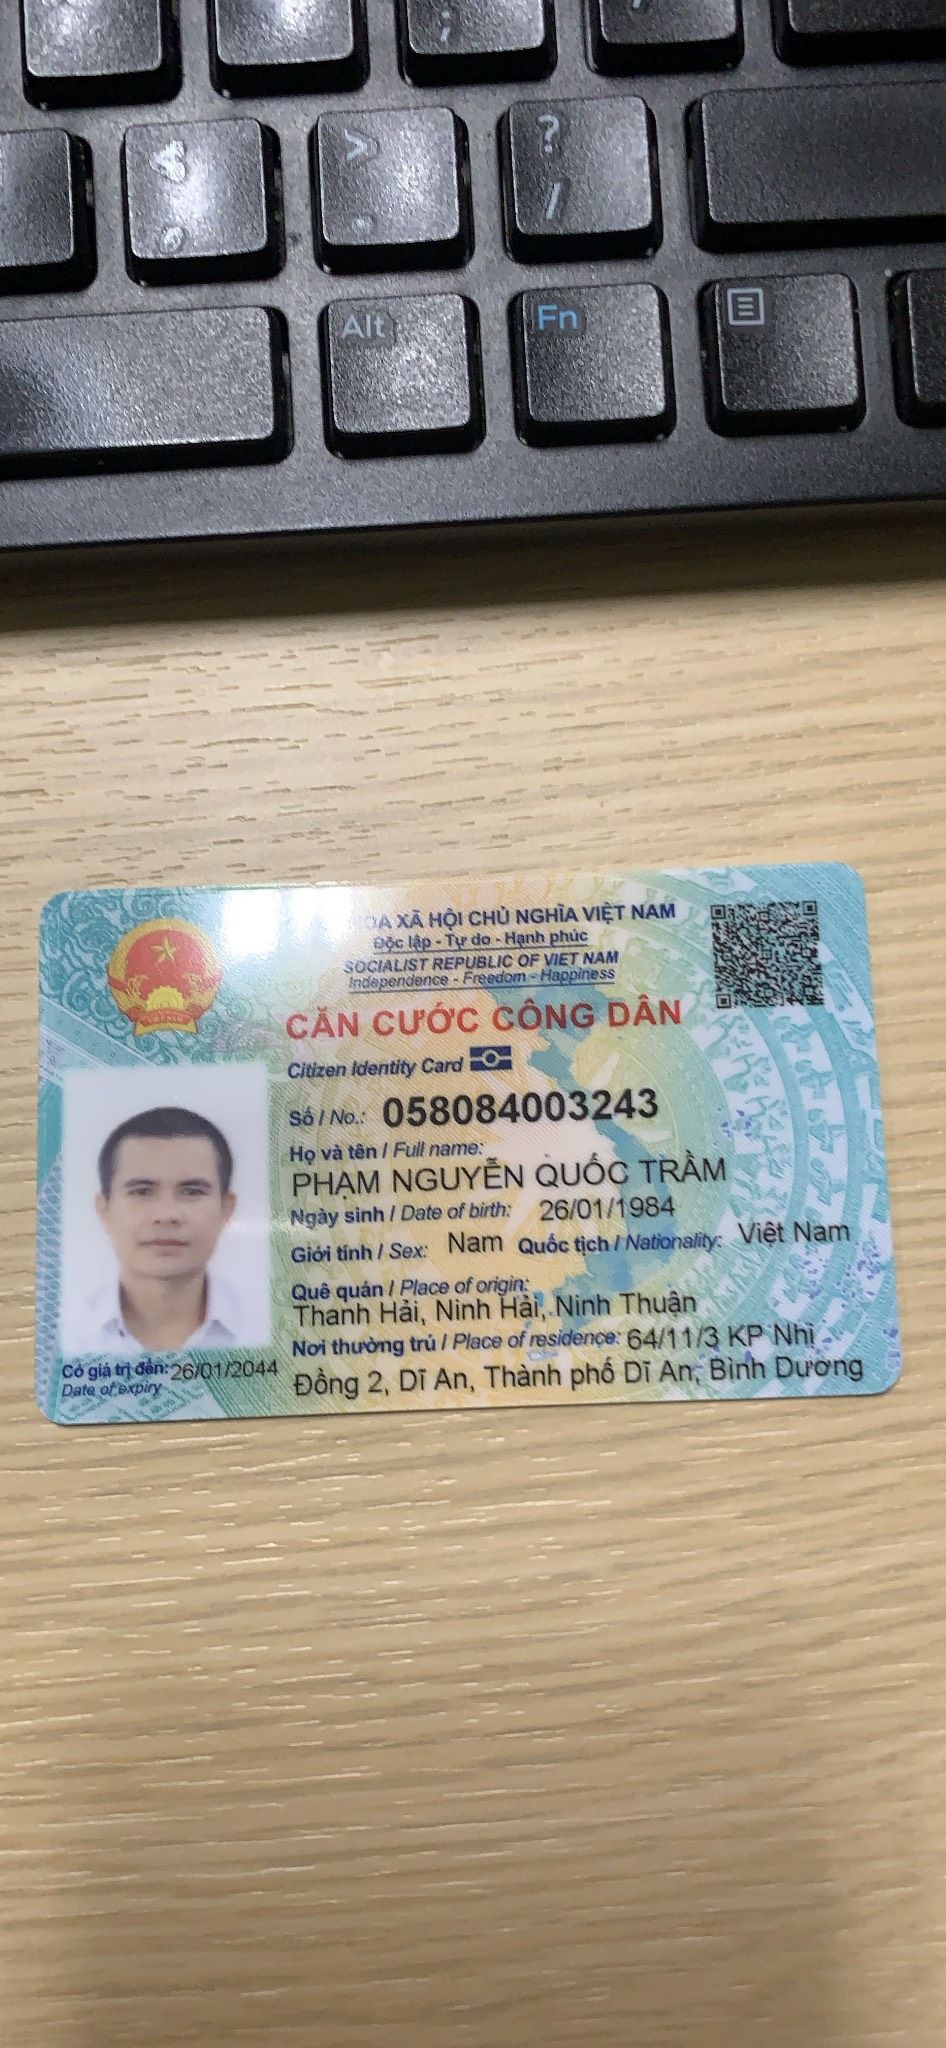 ;
>
.
?
/
Alt
Fn
XÃ HỘI CHỦ NGHĨA VIỆT NAM
Độc lập - Tự do - Hạnh phúc
SOCIALIST REPUBLIC OF VIET NAM
Independence - Freedom - Happiness
CĂN CƯỚC CÔNG DÂN
Citizen Identity Card
Số / No.: 058084003243
Họ và tên / Full name:
PHẠM NGUYỄN QUỐC TRẦM
Ngày sinh / Date of birth: 26/01/1984
Giới tính / Sex: Nam Quốc tịch / Nationality: Việt Nam
Quê quán / Place of origin:
Thanh Hải, Ninh Hải, Ninh Thuận
Nơi thường trú / Place of residence: 64/11/3 KP Nhị
Đồng 2, Dĩ An, Thành phố Dĩ An, Bình Dương
Có giá trị đến: 26/01/2044
Date of expiry